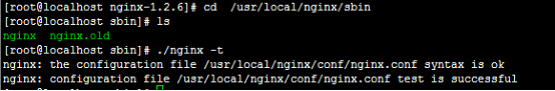 [root@localhost nginx-1.2.6]# cd  /usr/local/nginx/sbin
[root@localhost sbin]# ls
nginx  nginx.old
[root@localhost sbin]# ./nginx -t
nginx: the configuration file /usr/local/nginx/conf/nginx.conf syntax is ok
nginx: configuration file /usr/local/nginx/conf/nginx.conf test is successful
[root@localhost sbin]#